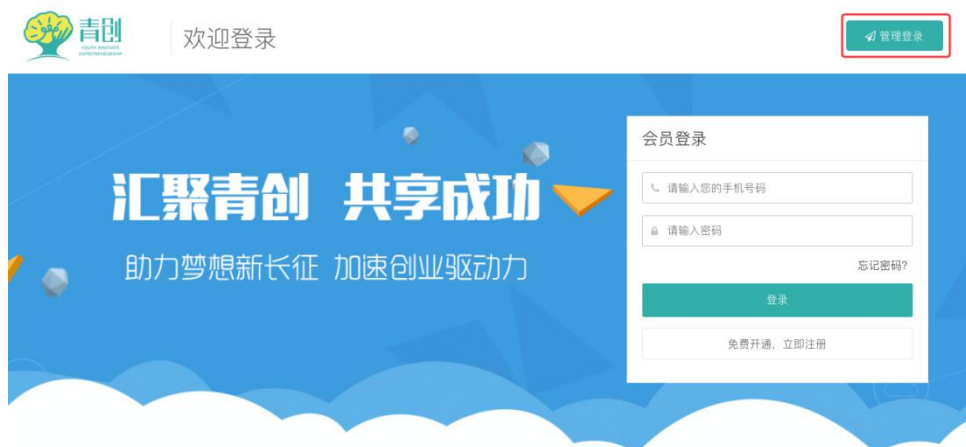 青创
YOUTH INNOVATE
ENTREPRENEURSHIP
欢迎登录
管理登录
汇聚青创 共享成功
助力梦想新长征 加速创业驱动力
会员登录
请输入您的手机号码
请输入密码
忘记密码?
登录
免费开通，立即注册